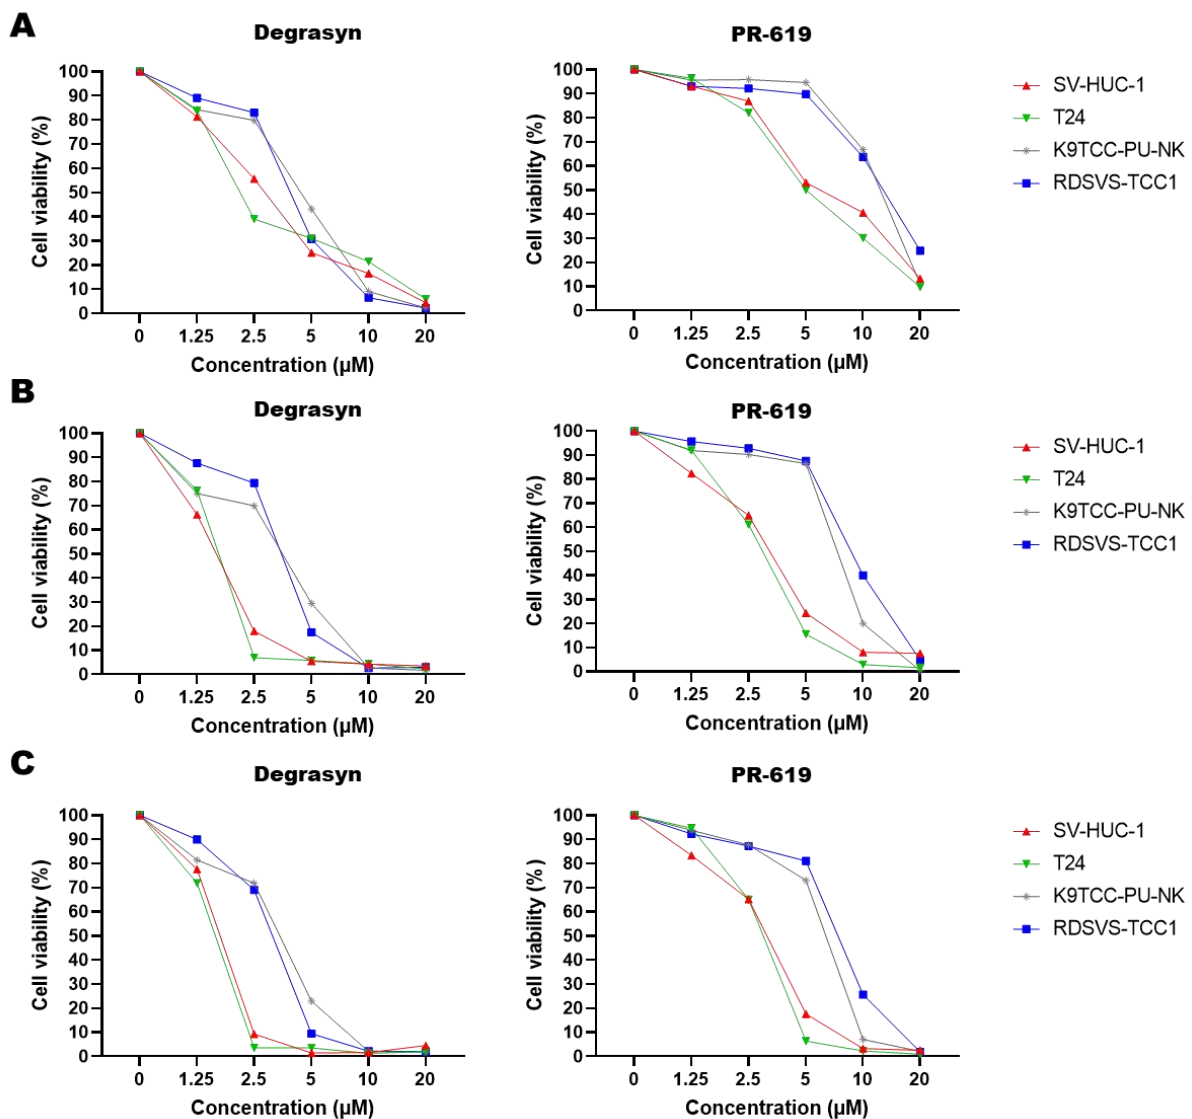 A
Degrasyn
PR-619
Cell viability (%)
100
90
80
70
60
50
40
30
20
10
0
0 1.25 2.5 5 10 20
Concentration (µM)
Cell viability (%)
100
90
80
70
60
50
40
30
20
10
0
0 1.25 2.5 5 10 20
Concentration (µM)
SV-HUC-1
T24
K9TCC-PU-NK
RDSVS-TCC1
B
Degrasyn
PR-619
Cell viability (%)
100
90
80
70
60
50
40
30
20
10
0
0 1.25 2.5 5 10 20
Concentration (µM)
Cell viability (%)
100
90
80
70
60
50
40
30
20
10
0
0 1.25 2.5 5 10 20
Concentration (µM)
SV-HUC-1
T24
K9TCC-PU-NK
RDSVS-TCC1
C
Degrasyn
PR-619
Cell viability (%)
100
90
80
70
60
50
40
30
20
10
0
0 1.25 2.5 5 10 20
Concentration (µM)
Cell viability (%)
100
90
80
70
60
50
40
30
20
10
0
0 1.25 2.5 5 10 20
Concentration (µM)
SV-HUC-1
T24
K9TCC-PU-NK
RDSVS-TCC1